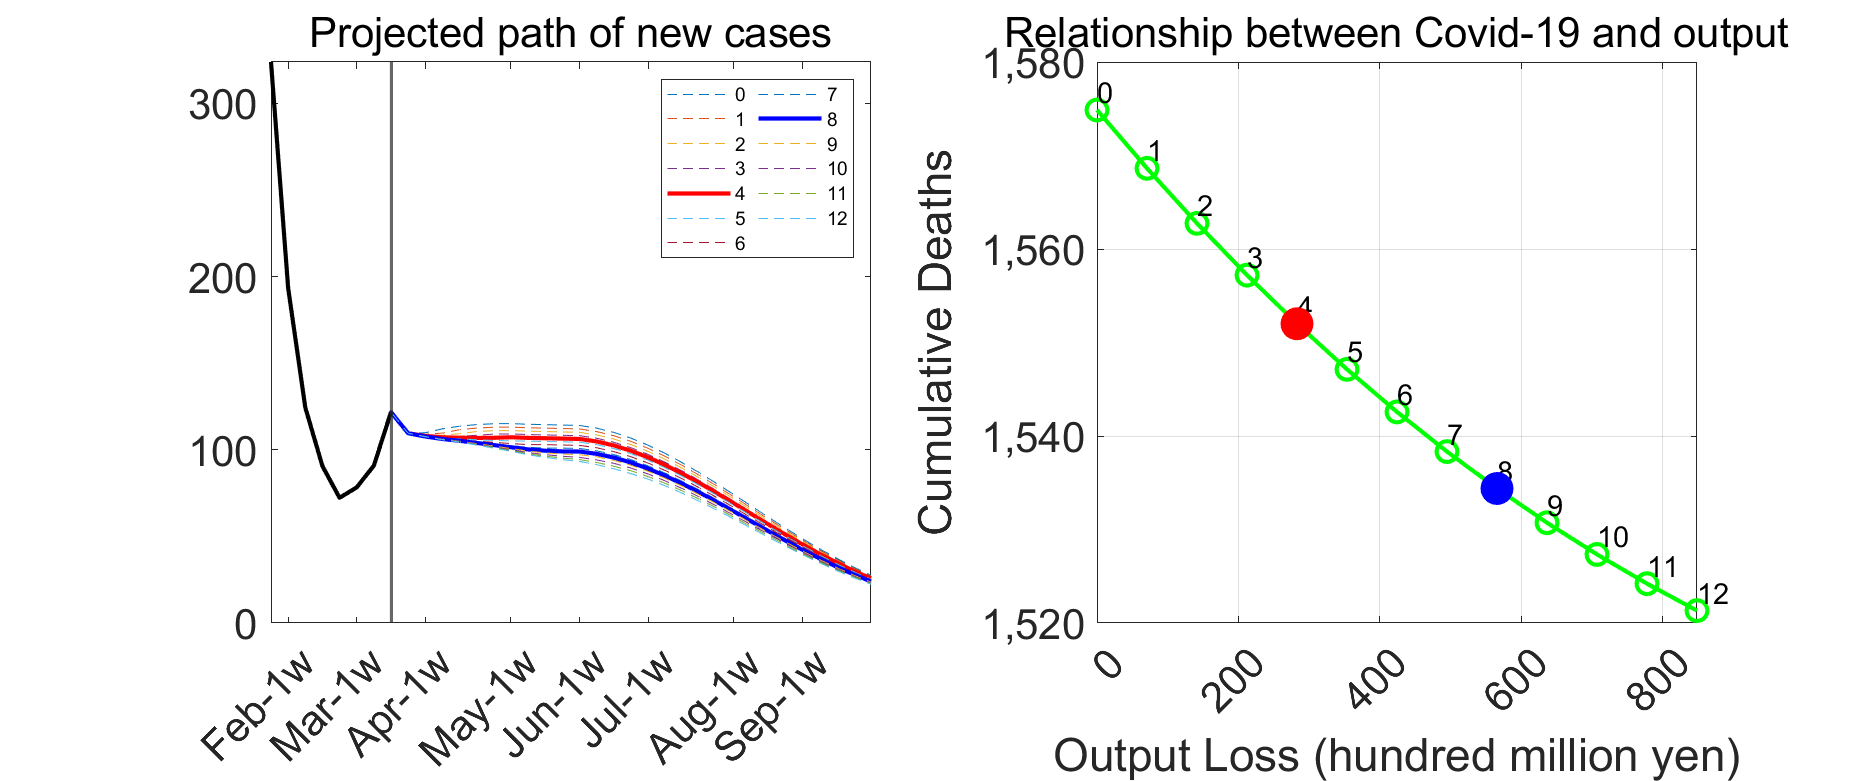 Projected path of new cases
300
200
100
0
0 7
1 8
2 9
3 10
4 11
5 12
6
Feb-1w
Mar-1w
Apr-1w
May-1w
Jun-1w
Jul-1w
Aug-1w
Sep-1w
Relationship between Covid-19 and output
Cumulative Deaths
1,580
1,560
1,540
1,520
0
1
2
3
4
5
6
7
8
9
10
11
12
0
200
400
600
800
Output Loss (hundred million yen)